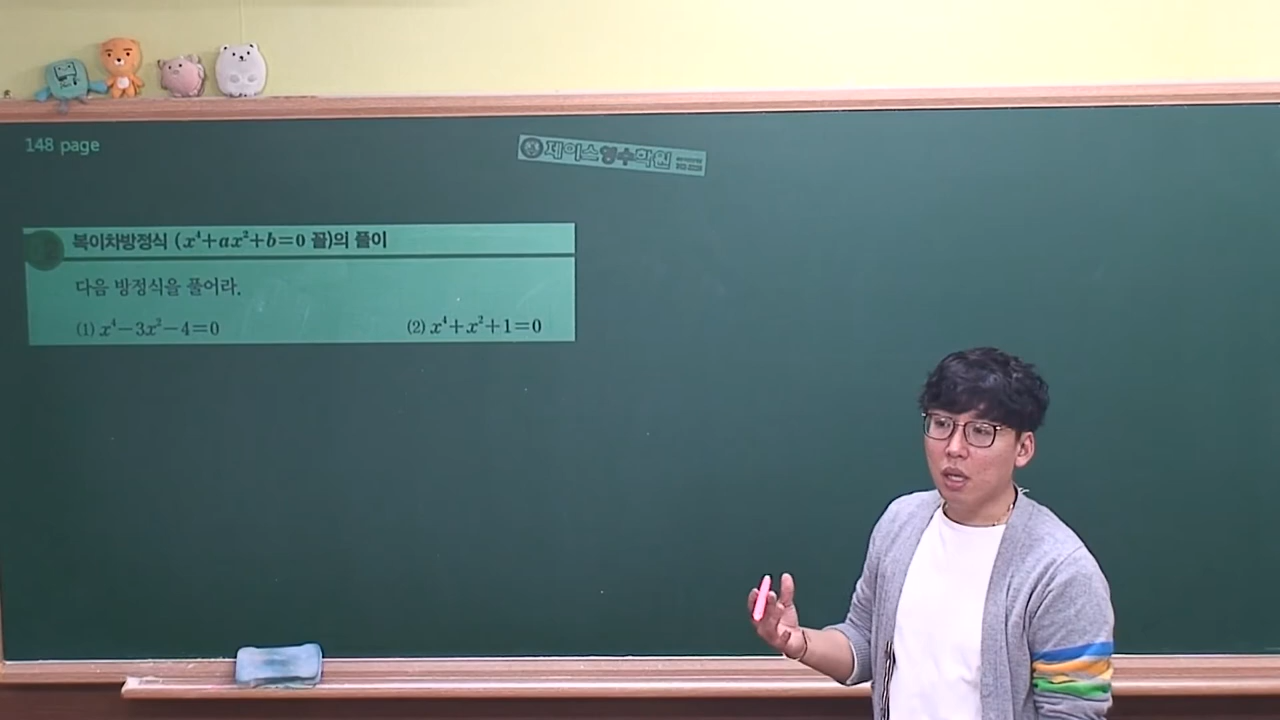 148 page
제이스영수학원
복이차방정식 (x⁴+ax²+b=0 꼴)의 풀이
다음 방정식을 풀어라.
(1) x⁴−3x²−4=0 (2) x⁴+x²+1=0